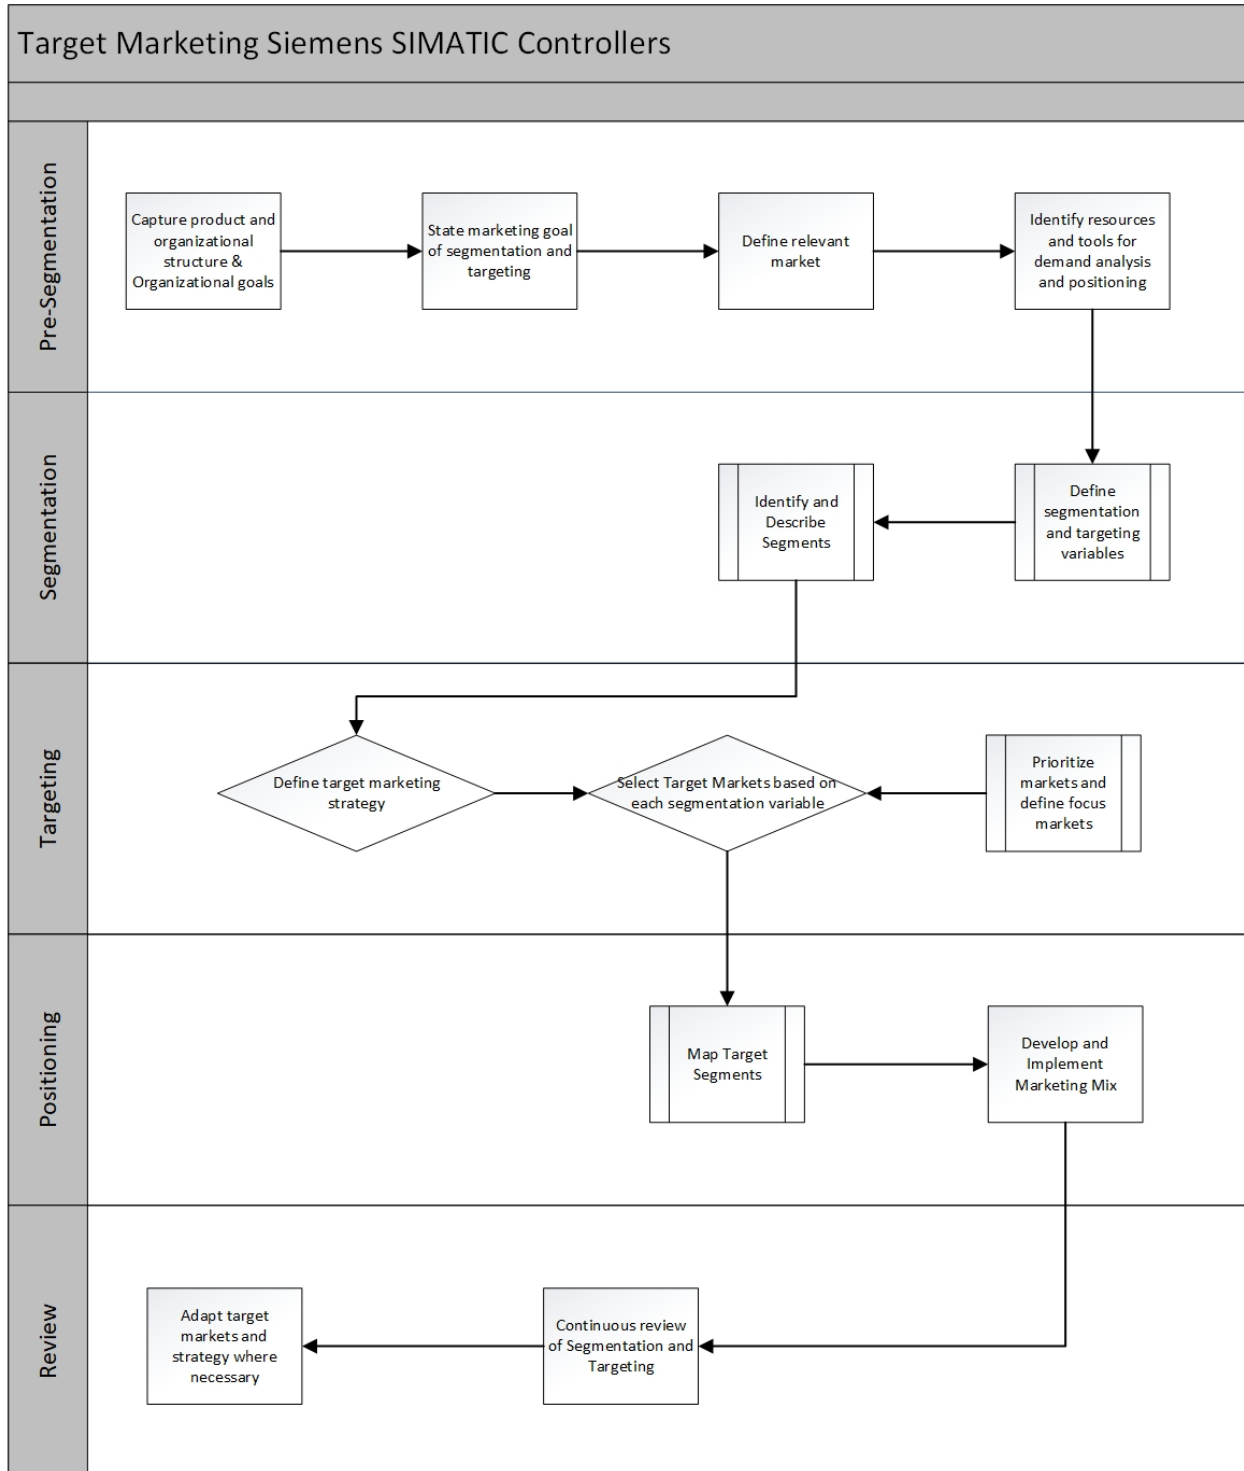 Target Marketing Siemens SIMATIC Controllers
Pre-Segmentation
Capture product and
organizational
structure &
Organizational goals
State marketing goal
of segmentation and
targeting
Define relevant
market
Identify resources
and tools for
demand analysis
and positioning
Segmentation
Identify and
Describe
Segments
Define
segmentation
and targeting
variables
Targeting
Define target marketing
strategy
Select Target Markets based on
each segmentation variable
Prioritize
markets and
define focus
markets
Positioning
Map Target
Segments
Develop and
Implement
Marketing Mix
Review
Adapt target
markets and
strategy where
necessary
Continuous review
of Segmentation and
Targeting